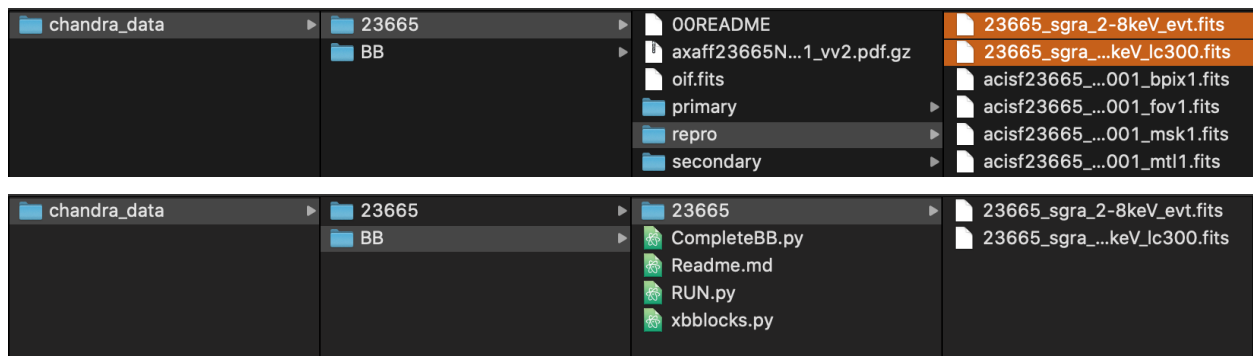 chandra_data 23665 00README 23665_sgra_2-8keV_evt.fits
BB axaff23665N...1_vv2.pdf.gz 23665_sgra_...keV_lc300.fits
oif.fits acisf23665_...001_bpix1.fits
primary acisf23665_...001_fov1.fits
repro acisf23665_...001_msk1.fits
secondary acisf23665_...001_mtl1.fits
chandra_data 23665 23665 23665_sgra_2-8keV_evt.fits
BB CompleteBB.py 23665_sgra_...keV_lc300.fits
Readme.md
RUN.py
xbblocks.py